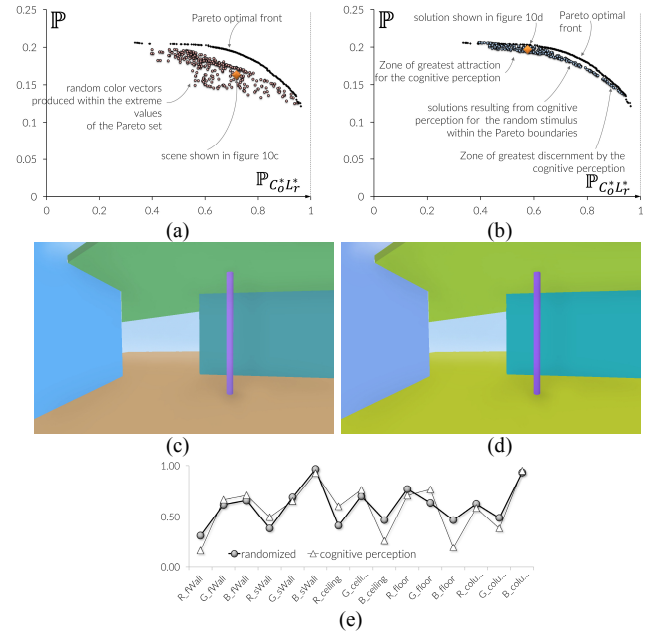 ℙ
0.25
0.2
0.15
0.1
0.05
0
0
0.2
0.4
0.6
0.8
1
Pareto optimal front
random color vectors
produced within the extreme
values
of the Pareto set
scene shown in figure 10c
ℙ C*o L*r
(a)
ℙ
0.25
0.2
0.15
0.1
0.05
0
0
0.2
0.4
0.6
0.8
1
solution shown in figure 10d
Pareto optimal
front
Zone of greatest attraction
for the cognitive perception
solutions resulting from cognitive
perception for the random stimulus
within the Pareto boundaries
Zone of greatest discernment by the
cognitive perception
ℙ C*o L*r
(b)
(c)
(d)
1.00
0.50
0.00
randomized
cognitive perception
R_fWall
G_fWall
B_fWall
R_sWall
G_sWall
B_sWall
R_ceiling
G_ceili...
B_ceiling
R_floor
G_floor
B_floor
R_colu...
G_colu...
B_colu...
(e)